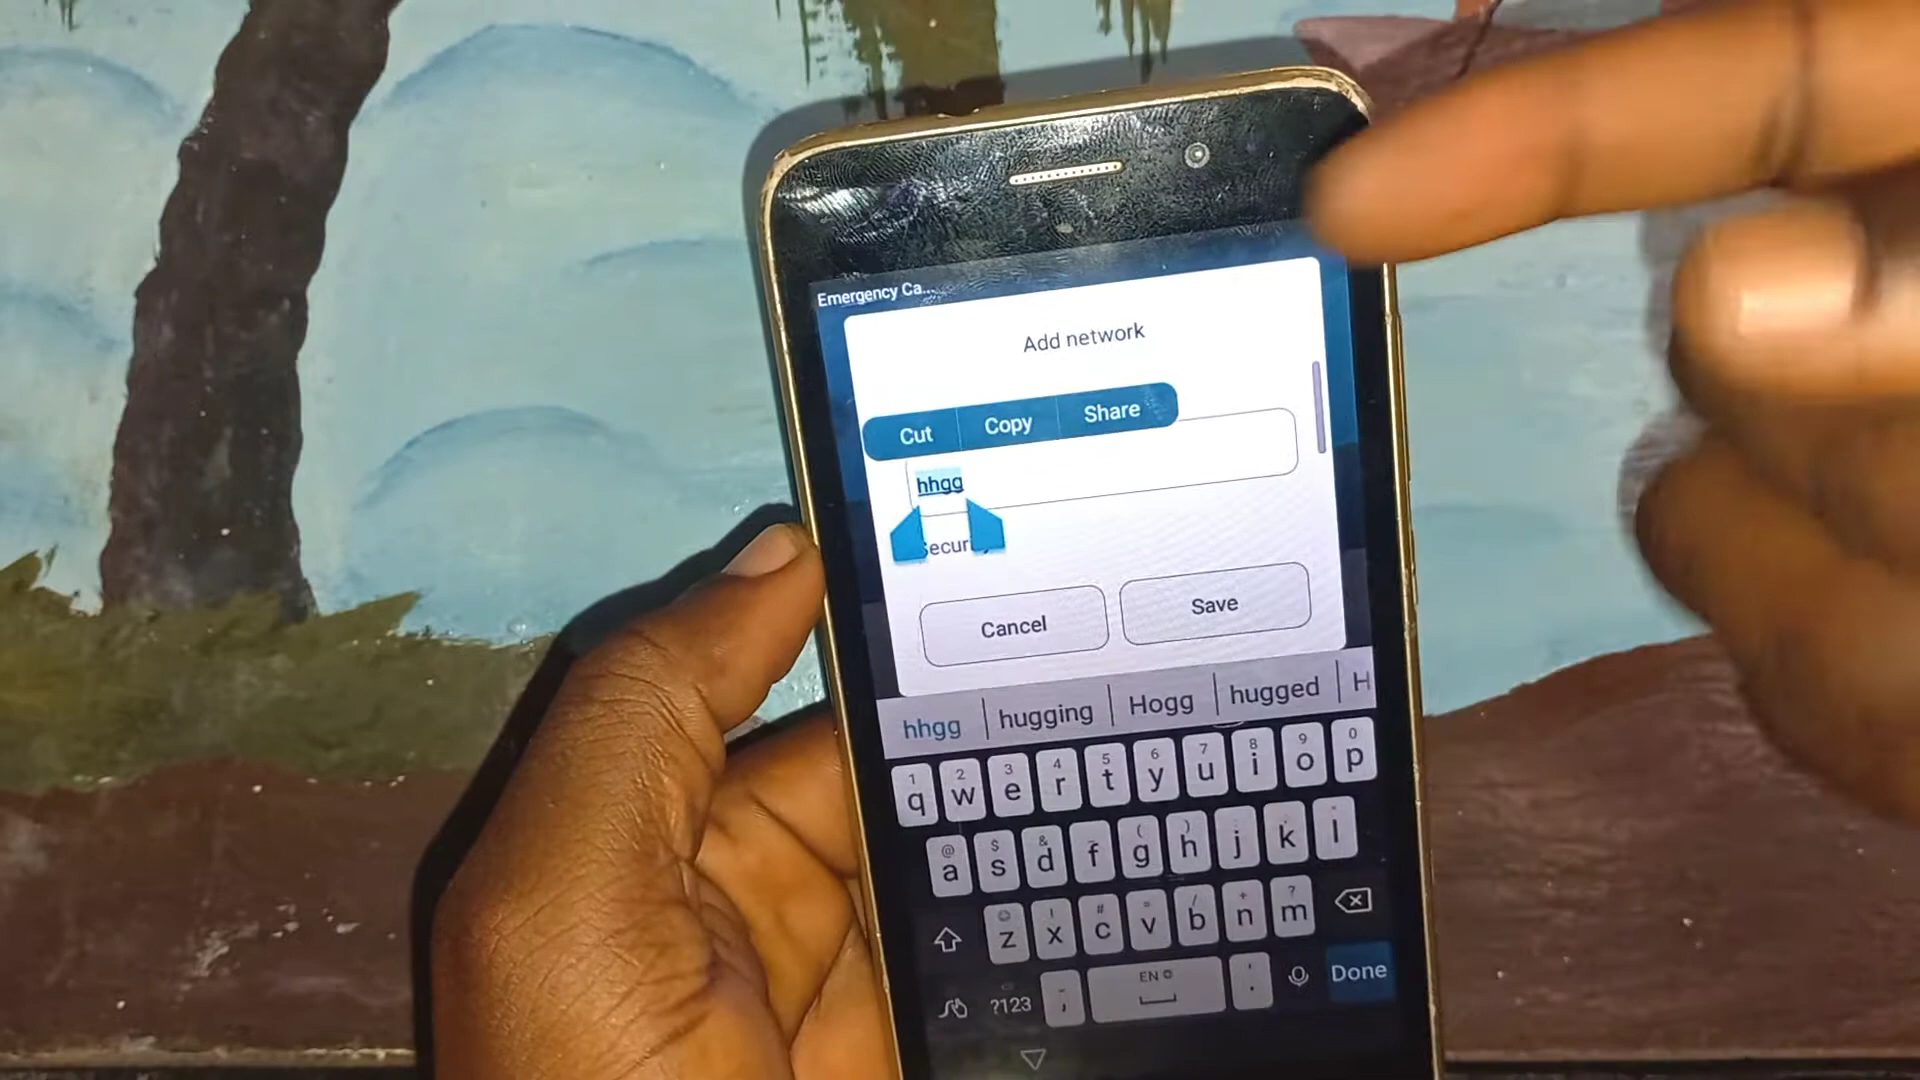 Emergency Ca...
Add network
Cut Copy Share
hhgg
Cancel Save
hhgg hugging Hogg hugged H
1 2 3 4 5 6 7 8 9 0
q w e r t y u i o p
@ $ & ( )
a s d f g h j k l
! # = / + ?
z x c v b n m
EN
?123 , . Done